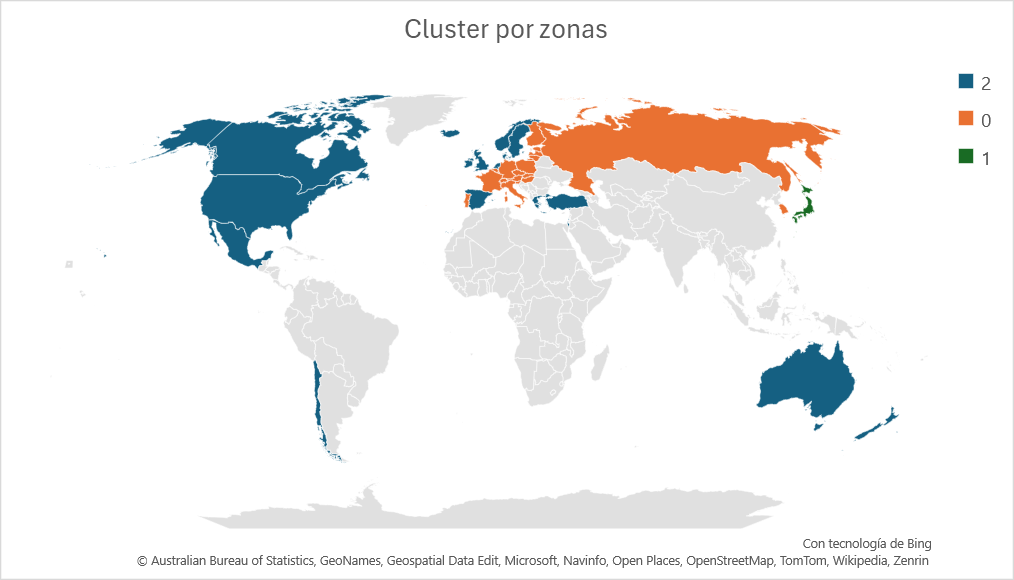 Cluster por zonas
2
0
1
Con tecnología de Bing
© Australian Bureau of Statistics, GeoNames, Geospatial Data Edit, Microsoft, Navinfo, Open Places, OpenStreetMap, TomTom, Wikipedia, Zenrin